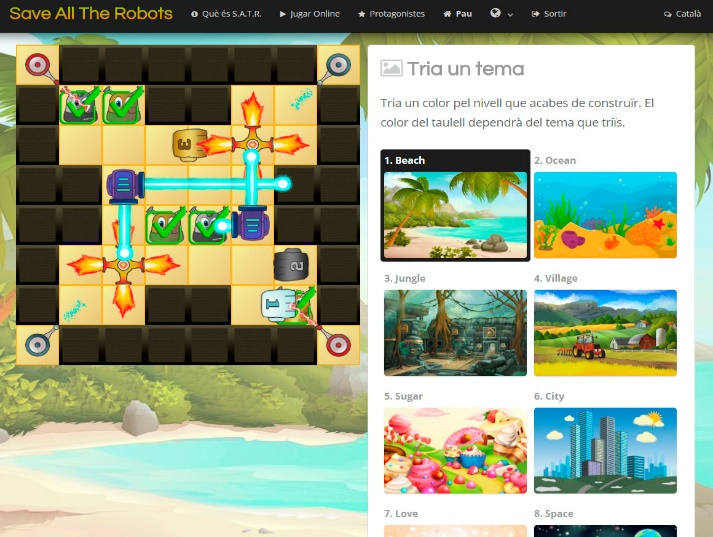 Save All The Robots
Què és S.A.T.R.
Jugar Online
Protagonistes
Pau
Sortir
Català
Tria un tema
Tria un color pel nivell que acabes de construïr. El
color del taulell dependrà del tema que triïs.
1. Beach
2. Ocean
3. Jungle
4. Village
5. Sugar
6. City
7. Love
8. Space
3
2
1